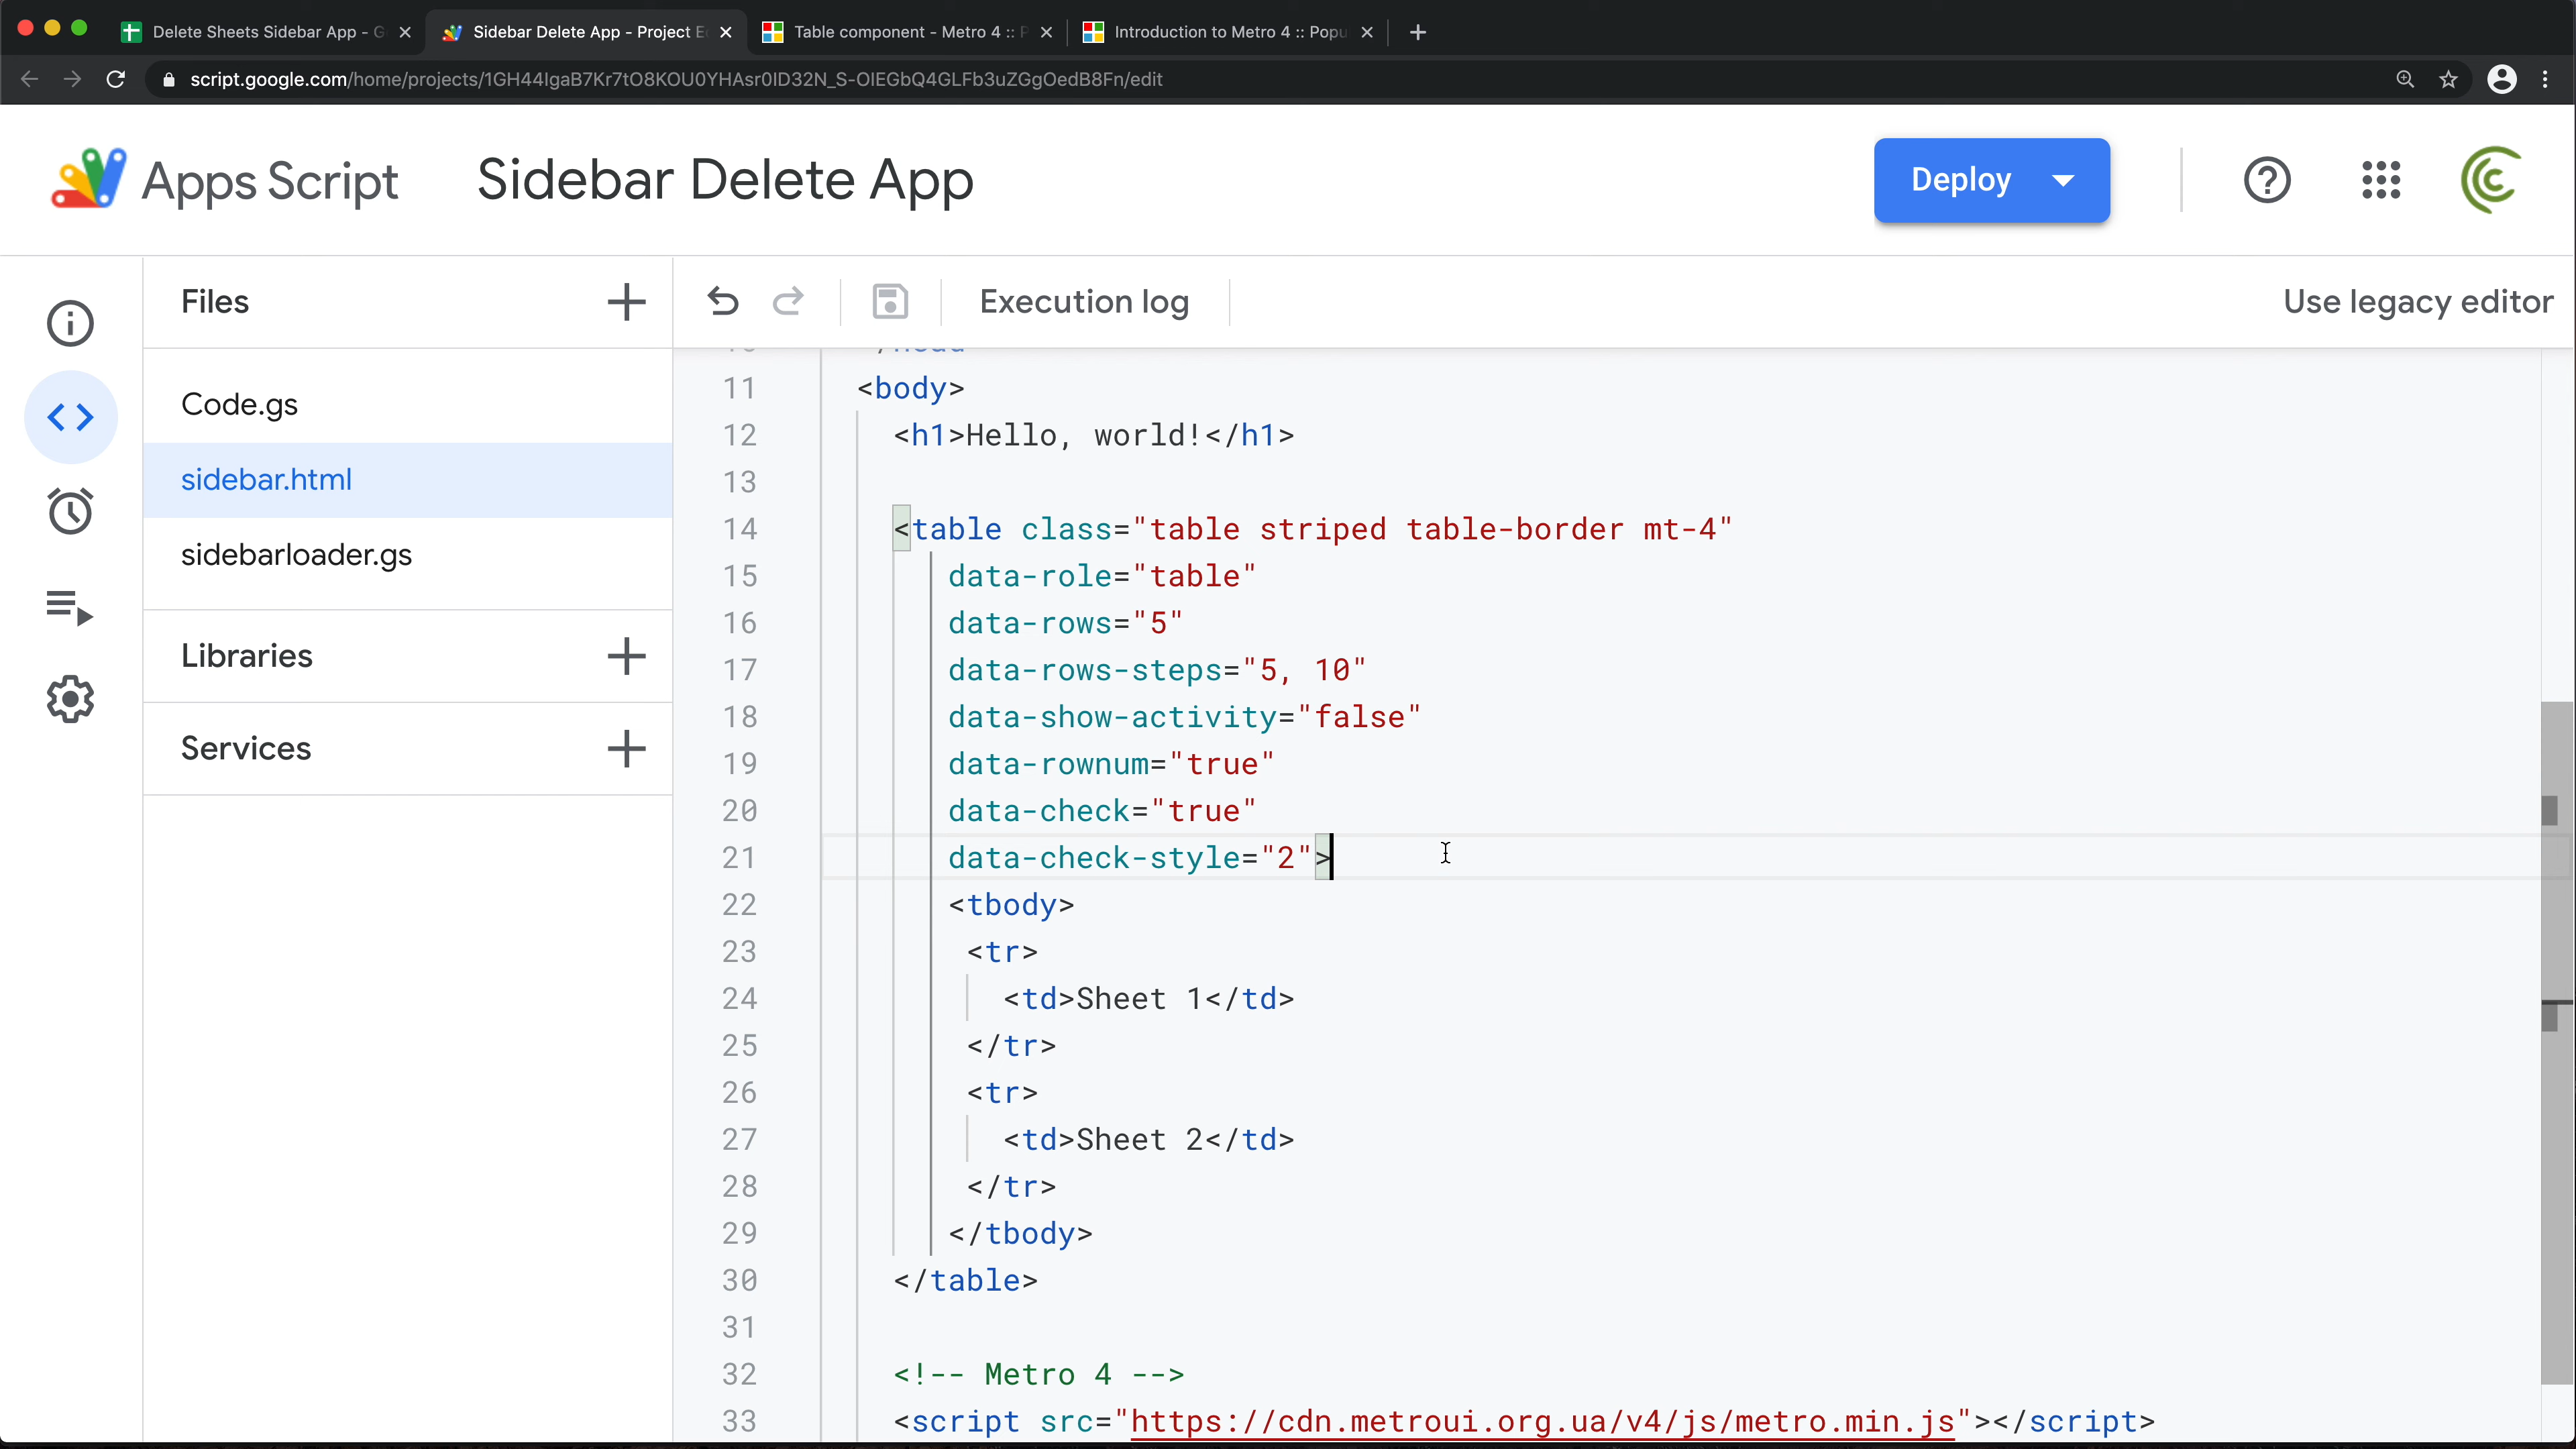 Delete Sheets Sidebar App - G
Sidebar Delete App - Project E
Table component - Metro 4 :: P
Introduction to Metro 4 :: Popu
script.google.com/home/projects/1GH44IgaB7Kr7tO8KOU0YHAsr0ID32N_S-OIEGbQ4GLFb3uZGgOedB8Fn/edit
Apps Script
Sidebar Delete App
Deploy
Files
Execution log
Use legacy editor
Code.gs
sidebar.html
sidebarloader.gs
Libraries
Services
11 <body>
12 <h1>Hello, world!</h1>
13
14 <table class="table striped table-border mt-4"
15 data-role="table"
16 data-rows="5"
17 data-rows-steps="5, 10"
18 data-show-activity="false"
19 data-rownum="true"
20 data-check="true"
21 data-check-style="2">
22 <tbody>
23 <tr>
24 <td>Sheet 1</td>
25 </tr>
26 <tr>
27 <td>Sheet 2</td>
28 </tr>
29 </tbody>
30 </table>
31
32 <!-- Metro 4 -->
33 <script src="https://cdn.metroui.org.ua/v4/js/metro.min.js"></script>